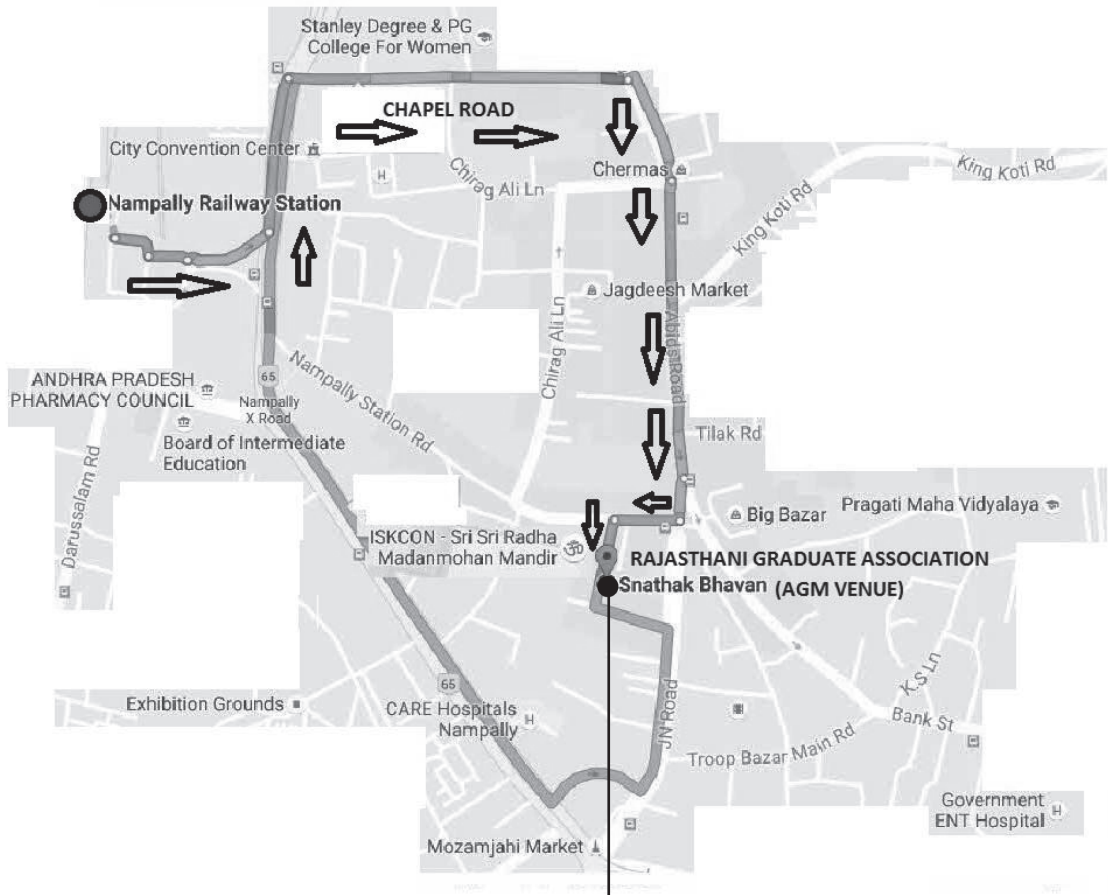 Stanley Degree & PG
College For Women
CHAPEL ROAD
City Convention Center
H
Chirag Ali Ln
Chermas
King Koti Rd
King Koti Rd
Nampally Railway Station
Jagdeesh Market
Abids Road
Chirag Ali Ln
Nampally Station Rd
65
ANDHRA PRADESH
PHARMACY COUNCIL
Nampally
X Road
Board of Intermediate
Education
Tilak Rd
Darussalam Rd
Big Bazar
Pragati Maha Vidyalaya
ISKCON - Sri Sri Radha
Madanmohan Mandir
RAJASTHANI GRADUATE ASSOCIATION
Snathak Bhavan (AGM VENUE)
65
Exhibition Grounds
CARE Hospitals
Nampally
H
JN Road
K.S Ln
Bank St
Troop Bazar Main Rd
Government
ENT Hospital
H
Mozamjahi Market